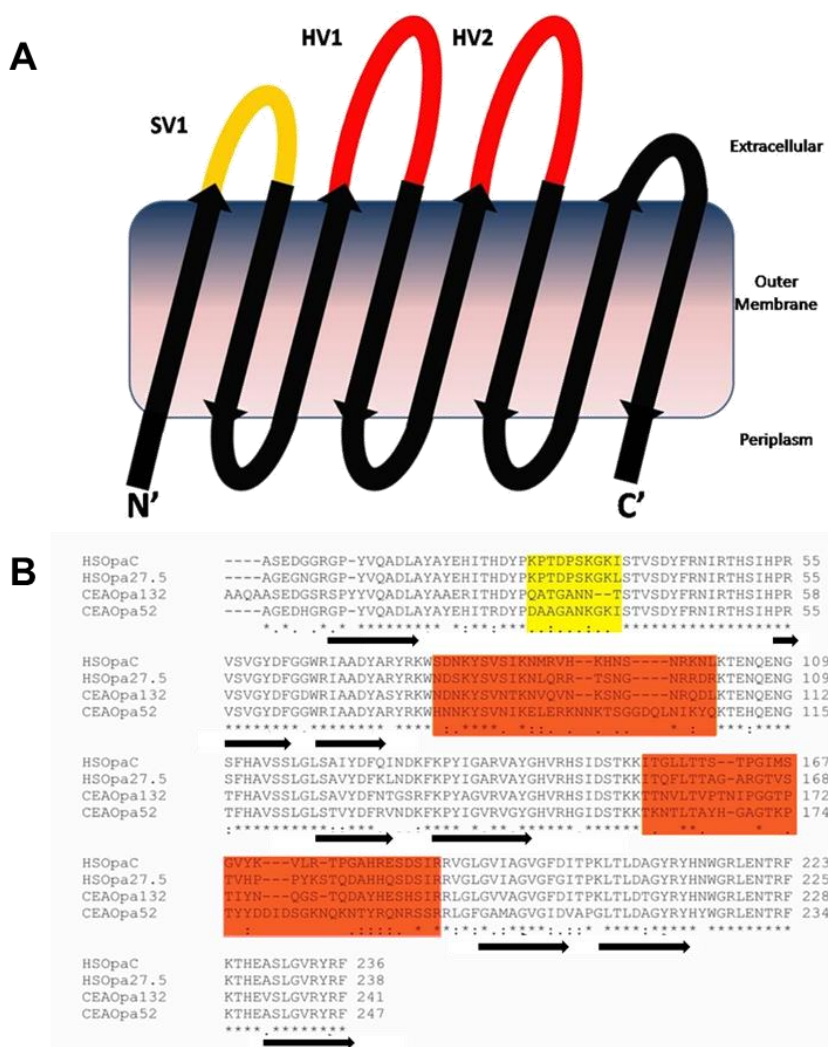 A
SV1
HV1
HV2
Extracellular
Outer
Membrane
Periplasm
N'
C'
B
HSOpaC ----ASEDGGRGP-YVQADLAYAYEHITHDYPKPTDPSKGKISTVSDYFRNIRTHSIHPR 55
HSOpa27.5 ----AGEGNGRGP-YVQADLAYAYEHITHDYPKPTDPSKGKLSTVSDYFRNIRTHSIHPR 55
CEAOpa132 AAQAASEDGSRSPYYVQADLAYAAERITHDYPQATGANN--TSTVSDYFRNIRTHSIHPR 58
CEAOpa52 ----ASEDHGRGP-YVQADLAYAYEHITHDYPDAAGANKGKISTVSDYFRNIRTHSIHPR 55
HSOpaC VSVGYDFGGWRIAADYARYRKWSDNKYSVSIKNMRVH--KHNS----NRKNLKTENQENG 109
HSOpa27.5 VSVGYDFGGWRIAADYARYRKWNDSKYSVSIKNLQRR--TSNG----NRRDRKTENQENG 109
CEAOpa132 VSVGYDFGDWRIAADYASYRKWNNNKYSVNTKNVQVN--KSNG----NRQDLKTENQENG 112
CEAOpa52 VSVGYDFGGWRIAADYARYRKWNDNKYSVNIKELERKNNKTSGGDQLNIKYQKTEHQENG 115
HSOpaC SFHAVSSLGLSAIYDFQINDKFKPYIGARVAYGHVRHSIDSTKKITGLLTTS--TPGIMS 167
HSOpa27.5 SFHAVSSLGLSAVYDFKLNDKFKPYIGARVAYGHVRHSIDSTKKITQFLTTAG-ARGTVS 168
CEAOpa132 TFHAVSSLGLSAVYDFNTGSRFKPYAGVRVAYGHVRHSIDSTKKTTNVLTVPTNIPGGTP 172
CEAOpa52 TFHAVSSLGLSAVYDFRVNDKFKPYIGVRVGYGHVRHGIDSTKKTKNTLTAYH-GAGTKP 174
HSOpaC GVYK---VLR-TPGAHRESDSIRRVGLGVIAGVGFDITPKLTLDAGYRYHNWGRLENTRF 223
HSOpa27.5 TVHP---PYKSTQDAHHQSDSIRRVGLGVIAGVGFGITPKLTLDAGYRYHNWGRLENTRF 225
CEAOpa132 TIYN---QGS-TQDAYHESHSIRRLGLGVVAGVGFDITPKLTLDTGYRYHNWGRLENTRF 228
CEAOpa52 TYYDDIDSGKNQKNTYRQNRSSRRLGFGAMAGVGIDVAPGLTLDAGYRYHYWGRLENTRF 234
HSOpaC KTHEASLGVRYRF 236
HSOpa27.5 KTHEASLGVRYRF 238
CEAOpa132 KTHEVSLGVRYRF 241
CEAOpa52 KTHEASLGVRYRF 247